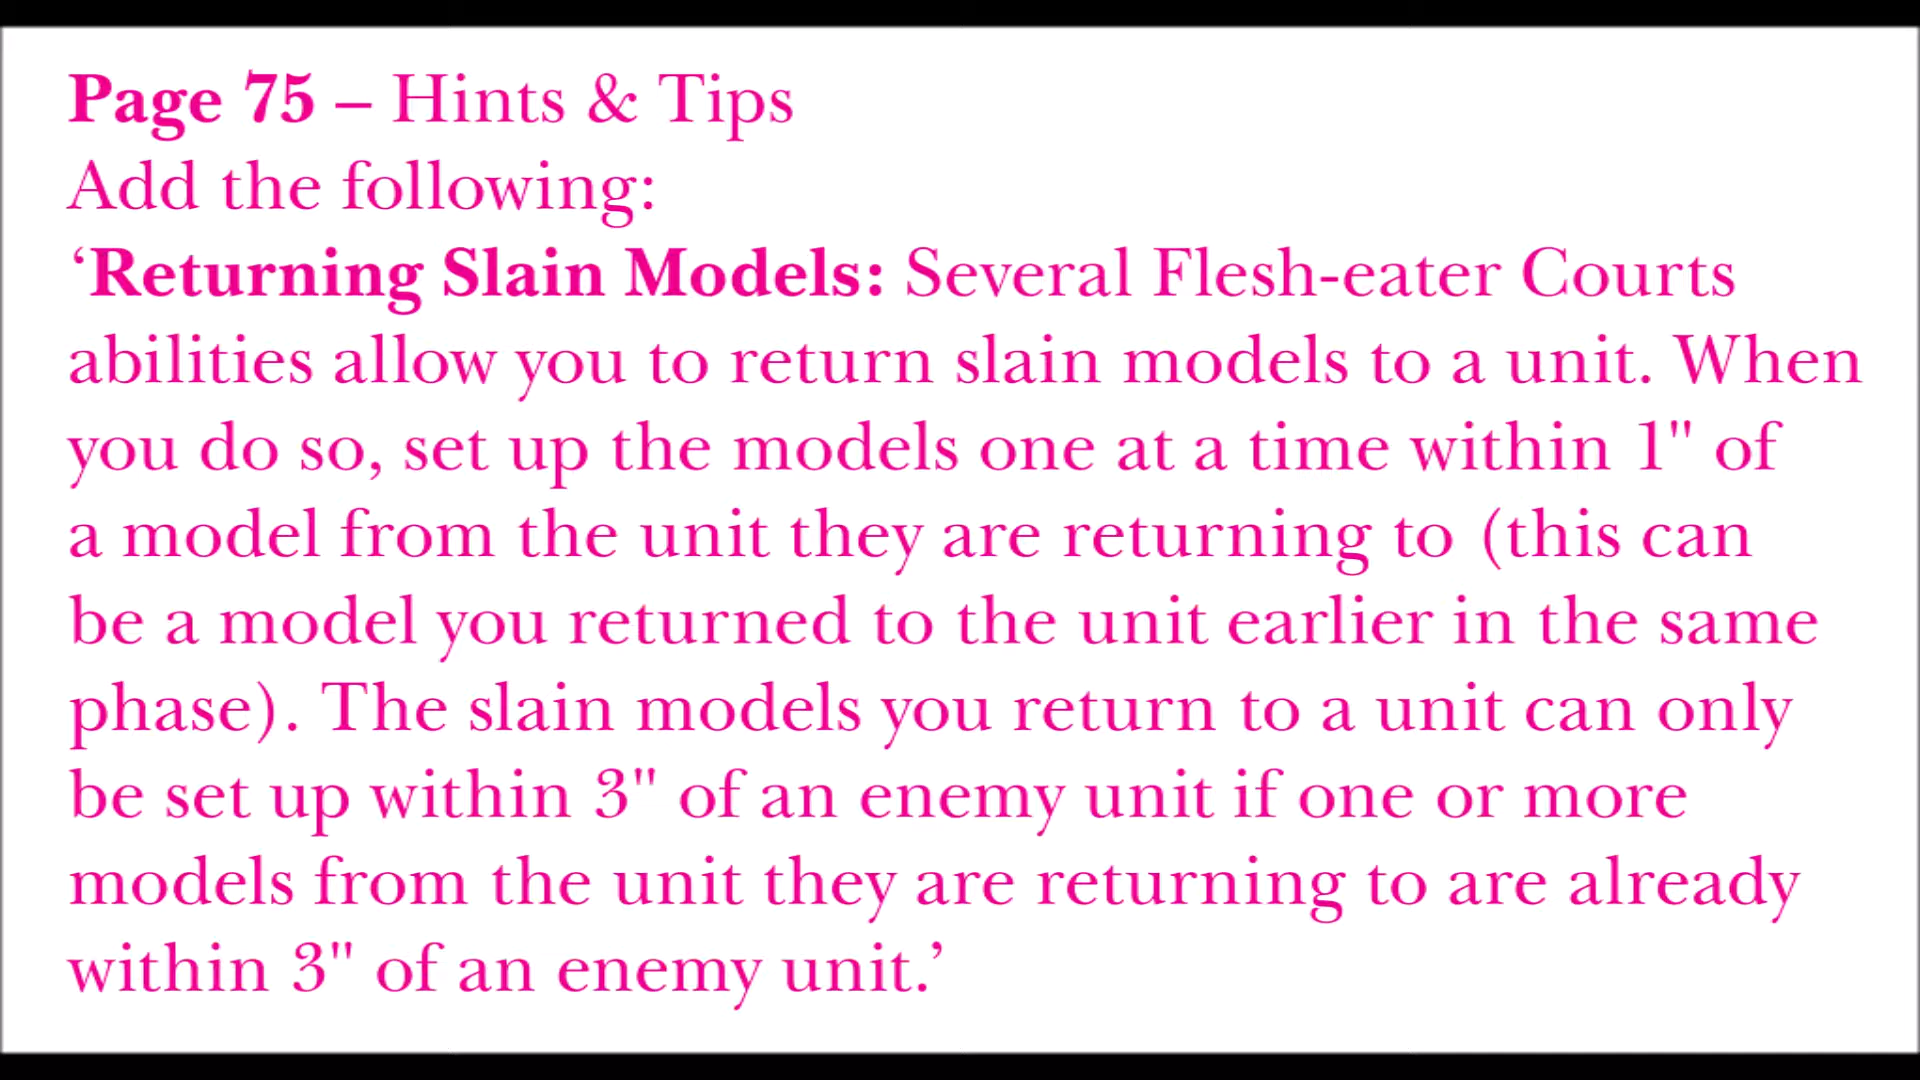 Page 75 – Hints & Tips
Add the following:
‘Returning Slain Models: Several Flesh-eater Courts
abilities allow you to return slain models to a unit. When
you do so, set up the models one at a time within 1" of
a model from the unit they are returning to (this can
be a model you returned to the unit earlier in the same
phase). The slain models you return to a unit can only
be set up within 3" of an enemy unit if one or more
models from the unit they are returning to are already
within 3" of an enemy unit.’